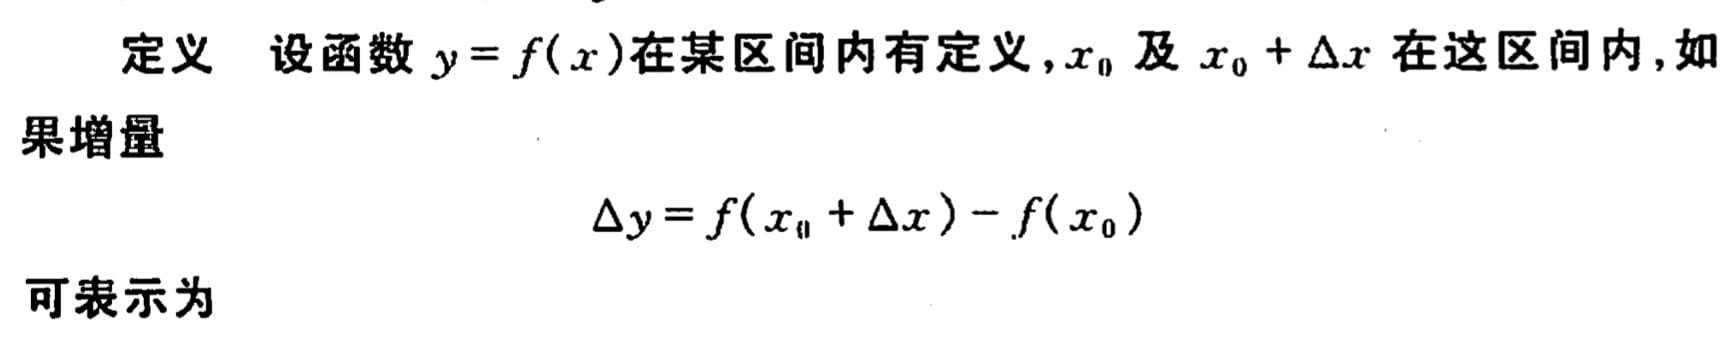 定义 设函数 y = f(x)在某区间内有定义,x₀ 及 x₀ + Δx 在这区间内,如
果增量
Δy = f(x₀ + Δx) - f(x₀)
可表示为